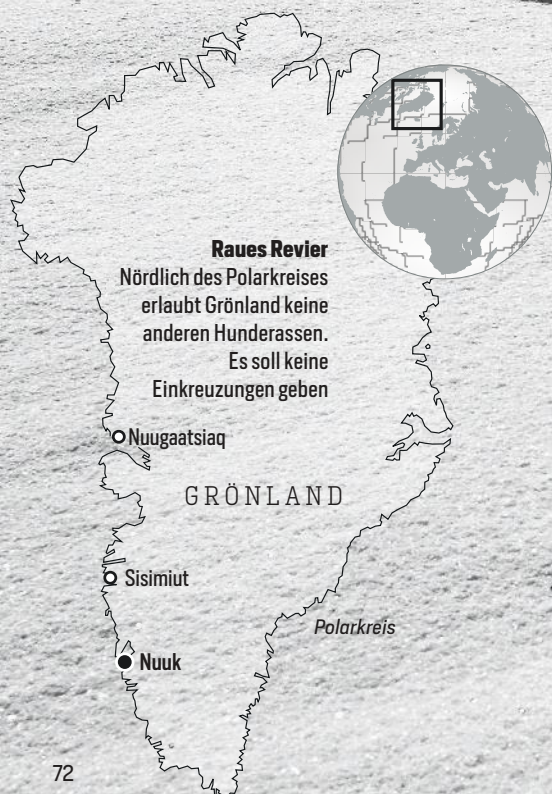 Raues Revier
Nördlich des Polarkreises
erlaubt Grönland keine
anderen Hunderassen.
Es soll keine
Einkreuzungen geben
Nuugaatsiaq
GRÖNLAND
Sisimiut
Polarkreis
Nuuk
72